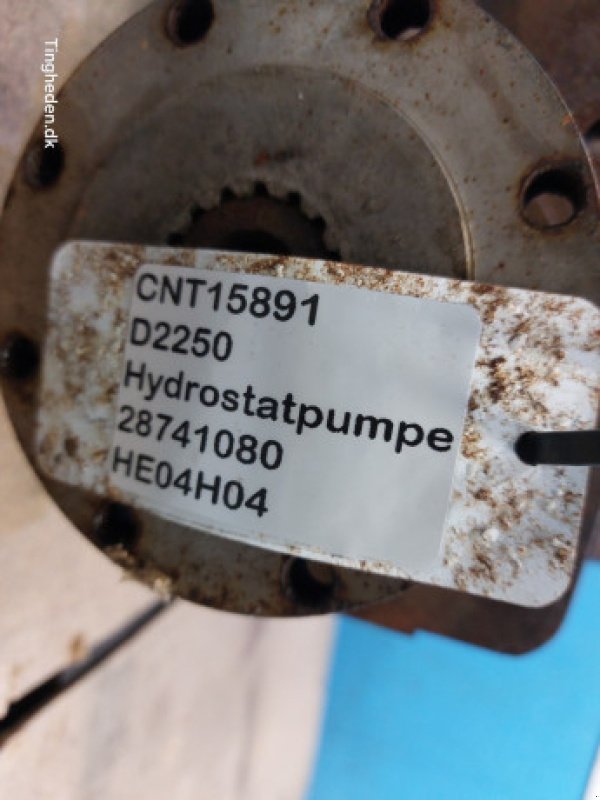 Tingheden.dk
CNT15891
D2250
Hydrostatpumpe
28741080
HE04H04